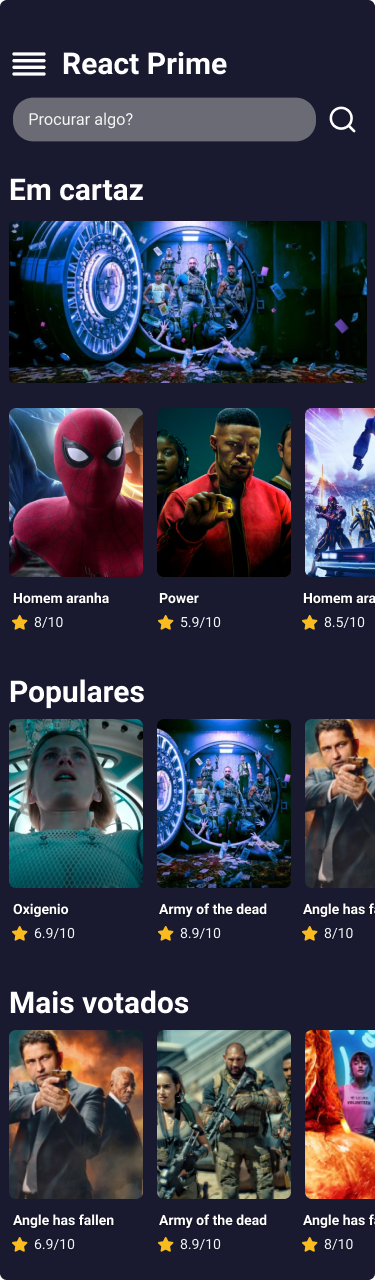 React Prime
Procurar algo?
Em cartaz
Homem aranha
Power
Homem ara
8/10
5.9/10
8.5/10
Populares
Oxigenio
Army of the dead
Angle has f
6.9/10
8.9/10
8/10
Mais votados
VOLUNTEER
Angle has fallen
Army of the dead
Angle has f
6.9/10
8.9/10
8/10